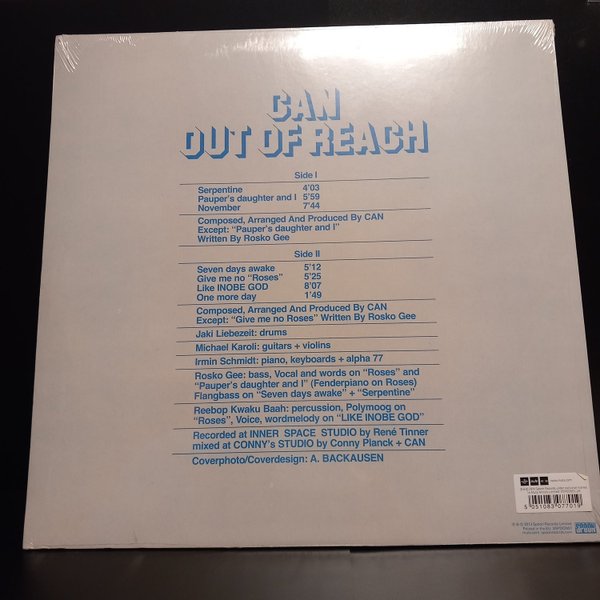 CAN
OUT OF REACH
Side I
Serpentine 4'03
Pauper's daughter and I 5'59
November 7'44
Composed, Arranged And Produced By CAN
Except: "Pauper's daughter and I"
Written By Rosko Gee
Side II
Seven days awake 5'12
Give me no "Roses" 5'25
Like INOBE GOD 8'07
One more day 1'49
Composed, Arranged And Produced By CAN
Except: "Give me no Roses" Written By Rosko Gee
Jaki Liebezeit: drums
Michael Karoli: guitars + violins
Irmin Schmidt: piano, keyboards + alpha 77
Rosko Gee: bass, Vocal and words on "Roses" and
"Pauper's daughter and I" (Fenderpiano on Roses)
Flangbass on "Seven days awake" + "Serpentine"
Reebop Kwaku Baah: percussion, Polymoog on
"Roses", Voice, wordmelody on "LIKE INOBE GOD"
Recorded at INNER SPACE STUDIO by René Tinner
mixed at CONNY's STUDIO by Conny Planck + CAN
Coverphoto/Coverdesign: A. BACKAUSEN
5 051083 077019